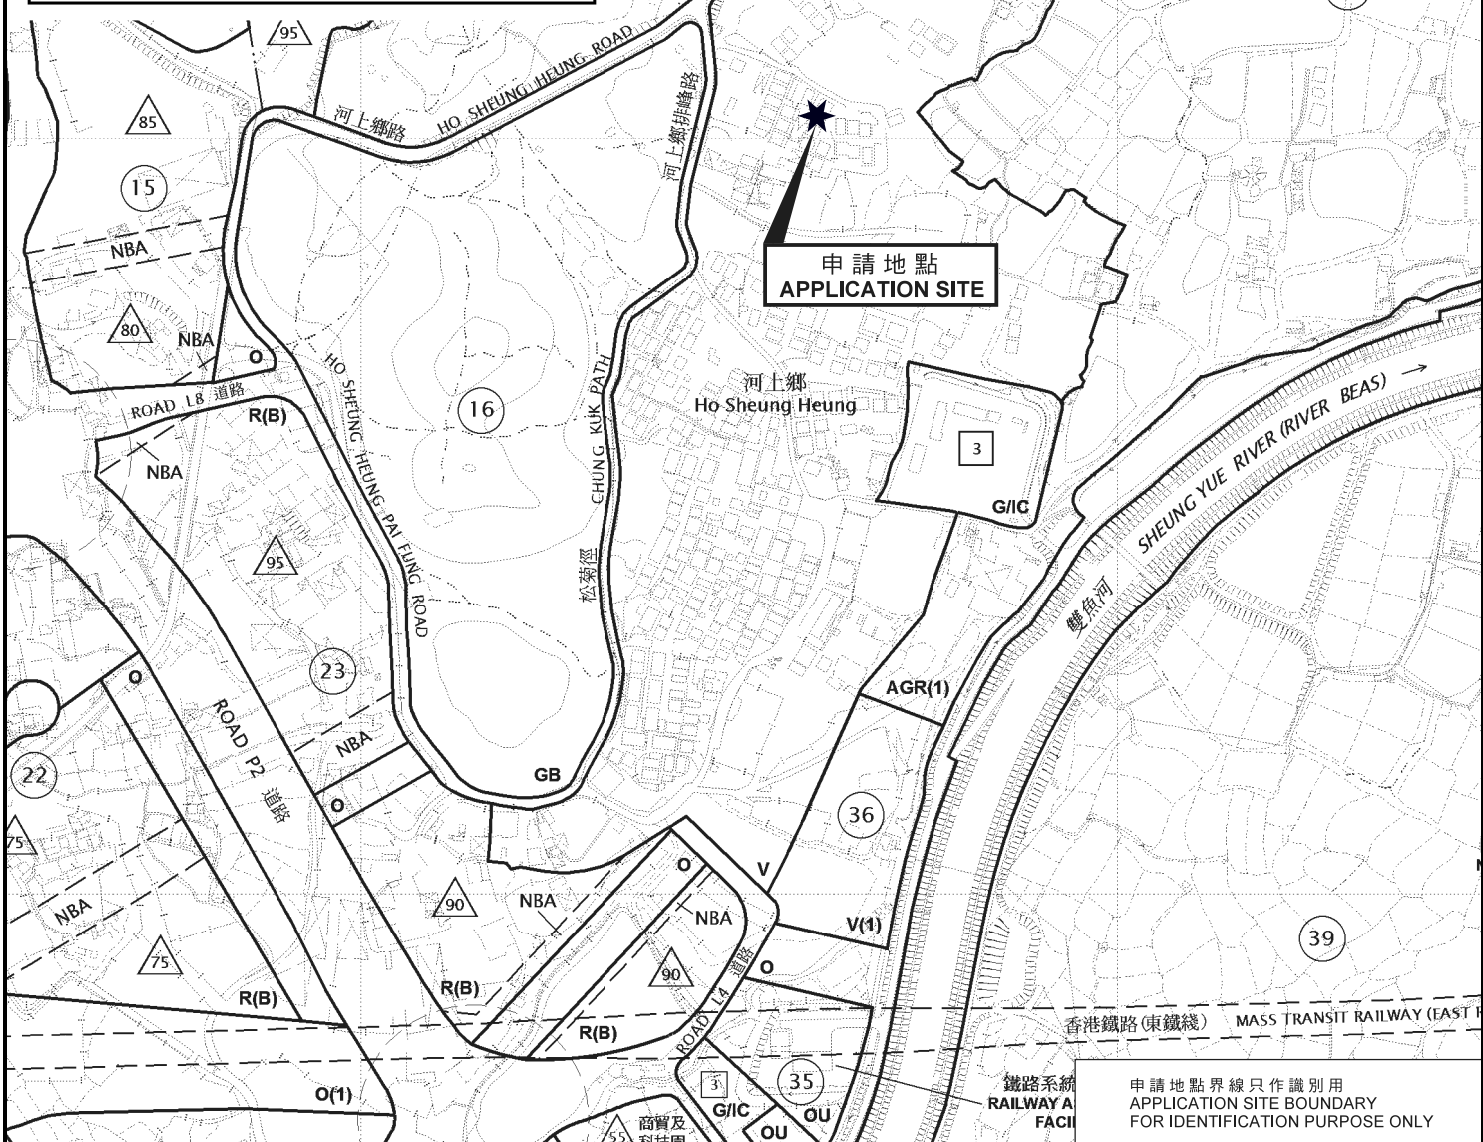 95
85
河上鄉路
HO SHEUNG HEUNG ROAD
河上鄉排峰路
15
NBA
80
NBA
O
申請地點
APPLICATION SITE
ROAD L8 道路
R(B)
NBA
HO SHEUNG HEUNG PAI FUNG ROAD
16
CHUNG KUK PATH
松菊徑
河上鄉
Ho Sheung Heung
3
G/IC
SHEUNG YUE RIVER (RIVER BEAS)
雙魚河
95
23
O
ROAD P2 道路
NBA
AGR(1)
22
O
GB
36
75
NBA
90
NBA
O
V
NBA
V(1)
39
75
90
O
R(B)
R(B)
R(B)
ROAD L4 道路
香港鐵路(東鐵綫)
MASS TRANSIT RAILWAY (EAST
O(1)
3
G/IC
35
OU
OU
鐵路系統
RAILWAY A
FACI
55
商貿及
申請地點界線只作識別用
APPLICATION SITE BOUNDARY
FOR IDENTIFICATION PURPOSE ONLY